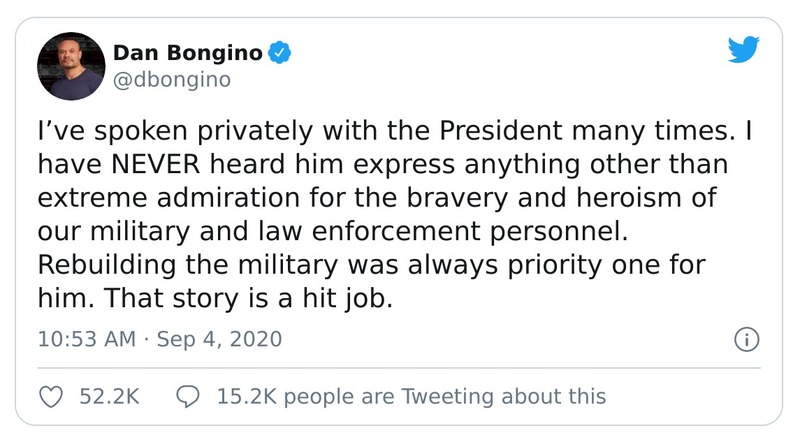 Dan Bongino
@dbongino
I’ve spoken privately with the President many times. I
have NEVER heard him express anything other than
extreme admiration for the bravery and heroism of
our military and law enforcement personnel.
Rebuilding the military was always priority one for
him. That story is a hit job.
10:53 AM · Sep 4, 2020
52.2K 15.2K people are Tweeting about this